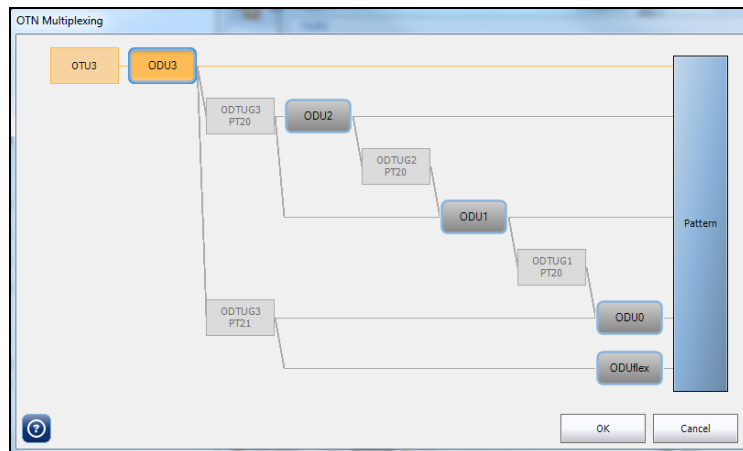 OTN Multiplexing
OTU3
ODU3
ODTUG3
PT20
ODU2
ODTUG2
PT20
ODU1
Pattern
ODTUG1
PT20
ODTUG3
PT21
ODU0
ODUflex
?
OK
Cancel